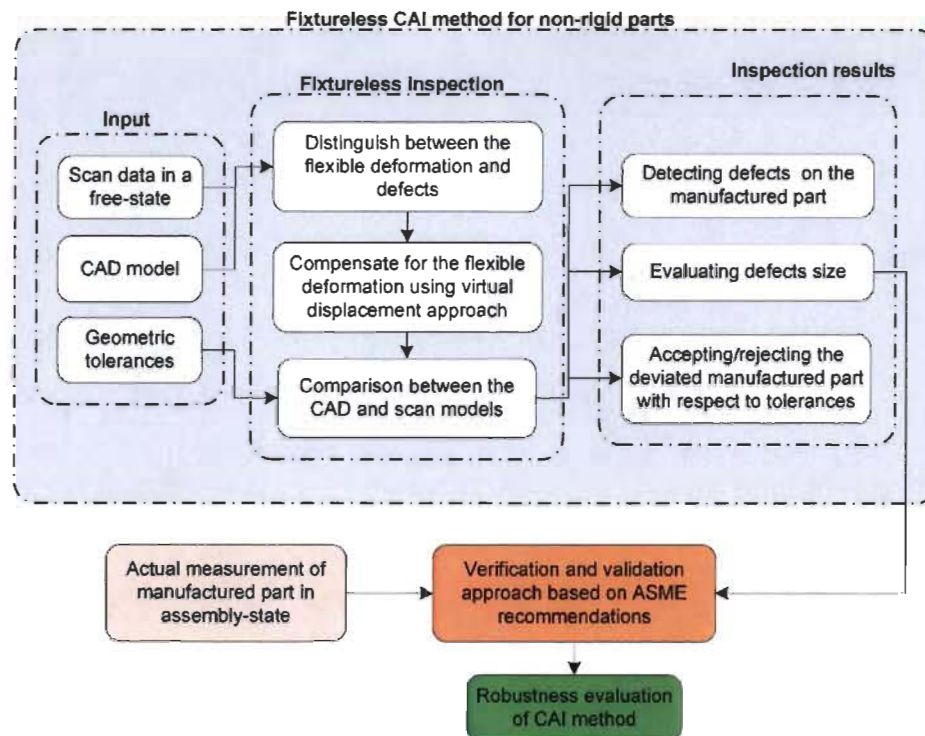 Fixtureless CAI method for non-rigid parts
Input
Scan data in a
free-state
CAD model
Geometric
tolerances
Fixtureless Inspection
Distinguish between the
flexible deformation and
defects
Compensate for the flexible
deformation using virtual
displacement approach
Comparison between the
CAD and scan models
Inspection results
Detecting defects on the
manufactured part
Evaluating defects size
Accepting/rejecting the
deviated manufactured part
with respect to tolerances
Actual measurement of
manufactured part in
assembly-state
Verification and validation
approach based on ASME
recommendations
Robustness evaluation
of CAI method